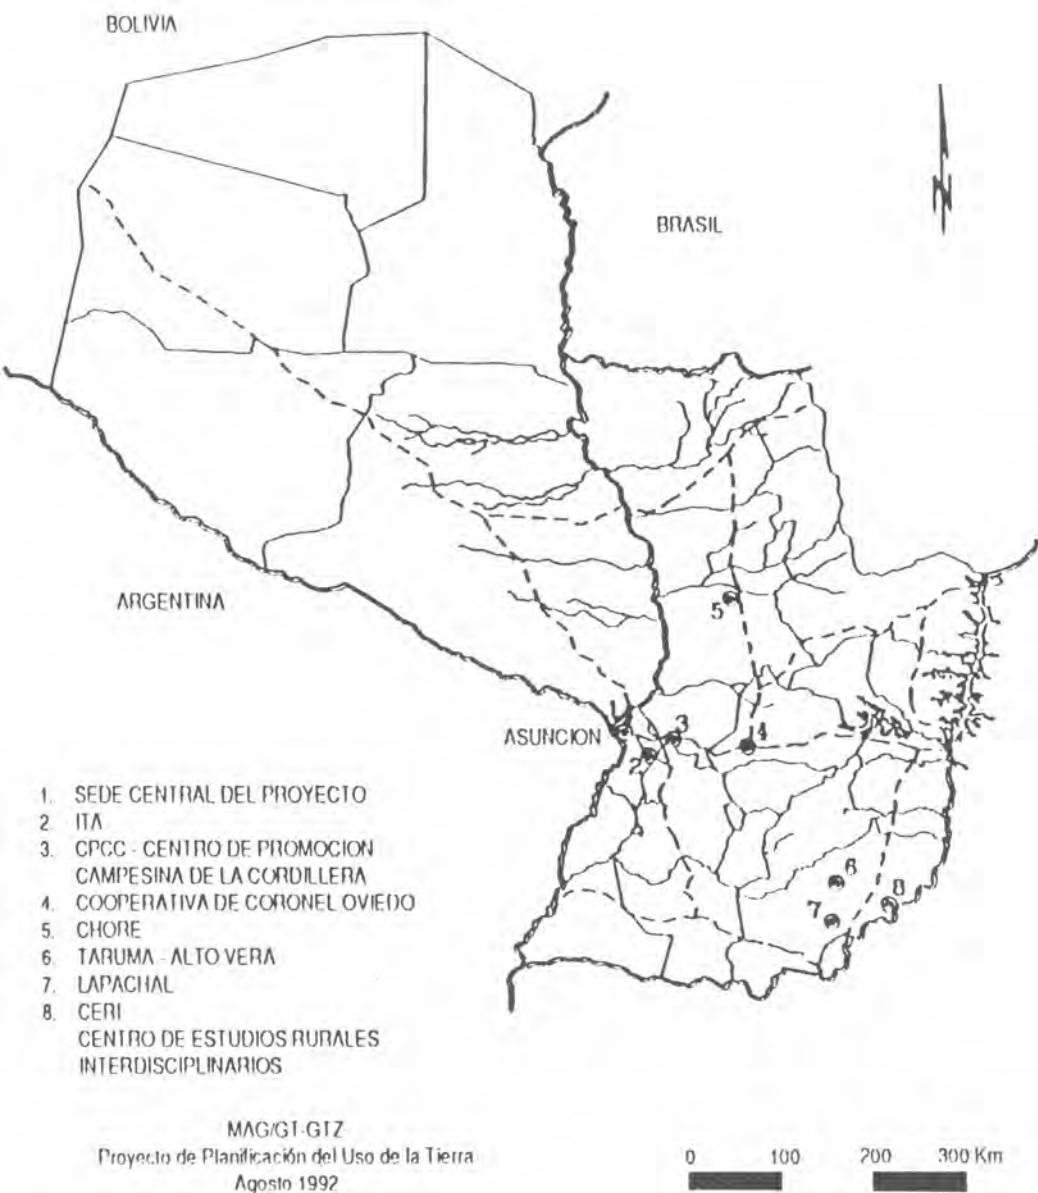 BOLIVIA
BRASIL
N
ARGENTINA
5
ASUNCION
3
4
2
6
8
7
1. SEDE CENTRAL DEL PROYECTO
2. ITA
3. CPCC - CENTRO DE PROMOCION
CAMPESINA DE LA CORDILLERA
4. COOPERATIVA DE CORONEL OVIEDO
5. CHORE
6. TARUMA - ALTO VERA
7. LAPACHAL
8. CERI
CENTRO DE ESTUDIOS RURALES
INTERDISCIPLINARIOS
MAG/GT-GTZ
Proyecto de Planificación del Uso de la Tierra
Agosto 1992
0 100 200 300 Km